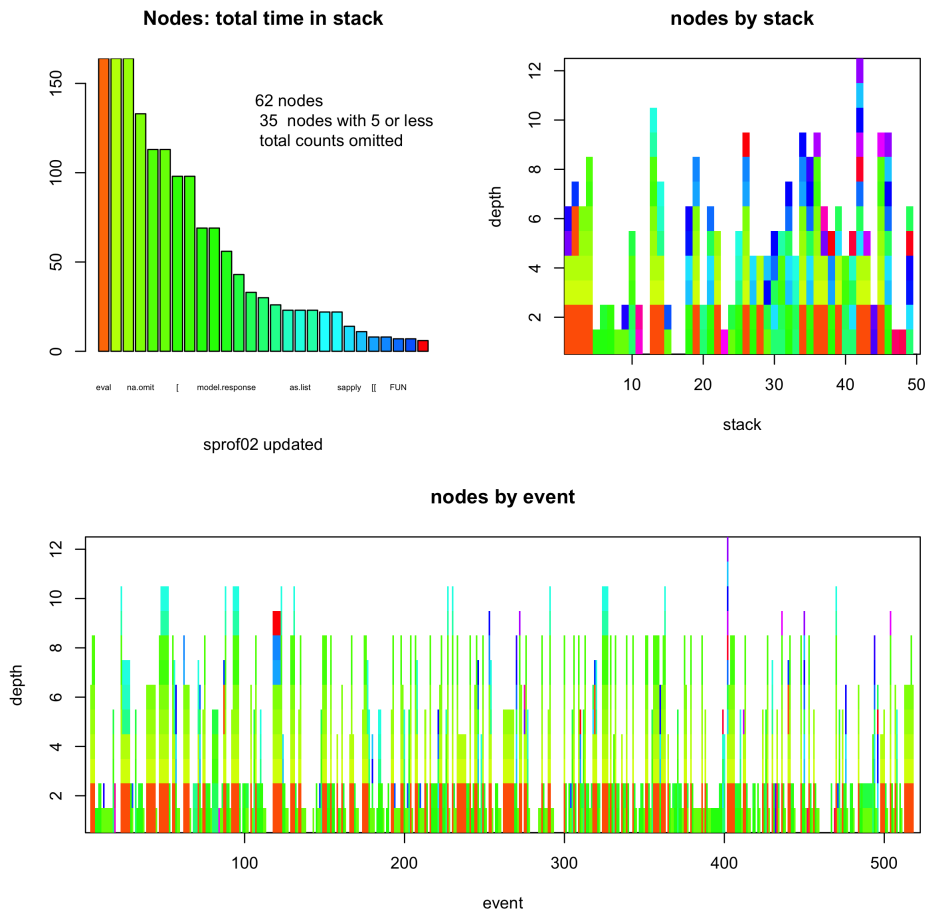 Nodes: total time in stack
150
100
50
0
62 nodes
35 nodes with 5 or less
total counts omitted
eval na.omit [ model.response as.list sapply [[ FUN
sprof02 updated
nodes by stack
depth
12
10
8
6
4
2
10 20 30 40 50
stack
nodes by event
depth
12
10
8
6
4
2
100 200 300 400 500
event